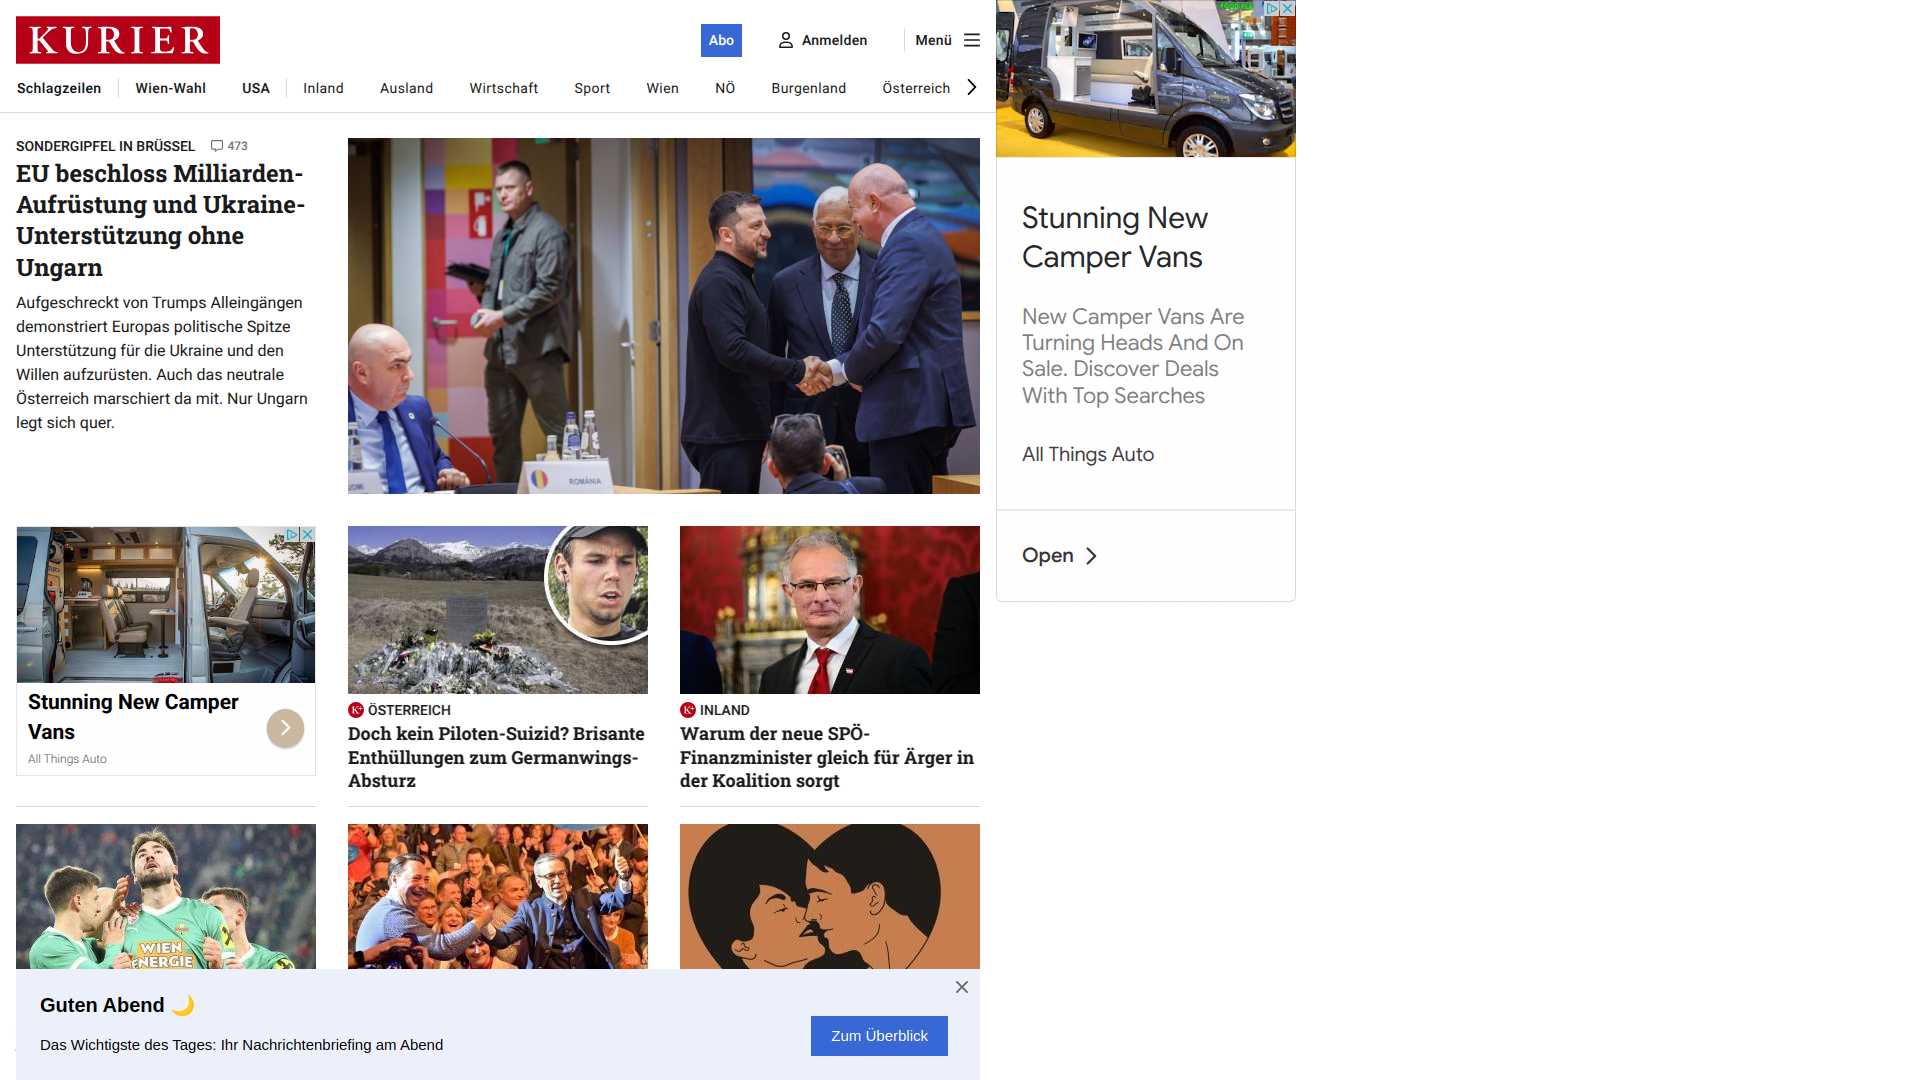 KURIER
Abo
Anmelden
Menü
Schlagzeilen
Wien-Wahl
USA
Inland
Ausland
Wirtschaft
Sport
Wien
NÖ
Burgenland
Österreich
SONDERGIPFEL IN BRÜSSEL
473
EU beschloss Milliarden-
Aufrüstung und Ukraine-
Unterstützung ohne
Ungarn
Aufgeschreckt von Trumps Alleingängen
demonstriert Europas politische Spitze
Unterstützung für die Ukraine und den
Willen aufzurüsten. Auch das neutrale
Österreich marschiert da mit. Nur Ungarn
legt sich quer.
ROMÂNIA
Stunning New
Camper Vans
New Camper Vans Are
Turning Heads And On
Sale. Discover Deals
With Top Searches
All Things Auto
Open
Stunning New Camper
Vans
All Things Auto
K+ ÖSTERREICH
Doch kein Piloten-Suizid? Brisante
Enthüllungen zum Germanwings-
Absturz
K+ INLAND
Warum der neue SPÖ-
Finanzminister gleich für Ärger in
der Koalition sorgt
WIEN
ENERGIE
Guten Abend 🌙
Das Wichtigste des Tages: Ihr Nachrichtenbriefing am Abend
Zum Überblick